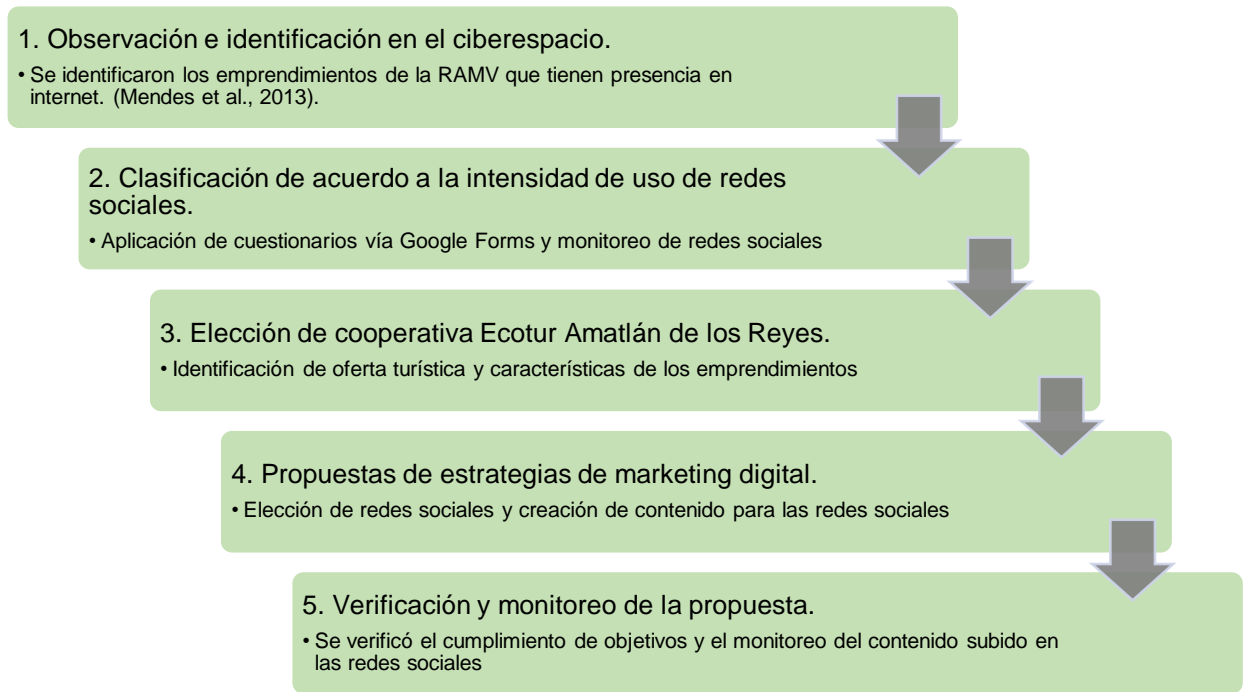 1. Observación e identificación en el ciberespacio.
• Se identificaron los emprendimientos de la RAMV que tienen presencia en
internet. (Mendes et al., 2013).
2. Clasificación de acuerdo a la intensidad de uso de redes
sociales.
• Aplicación de cuestionarios vía Google Forms y monitoreo de redes sociales
3. Elección de cooperativa Ecotur Amatlán de los Reyes.
• Identificación de oferta turística y características de los emprendimientos
4. Propuestas de estrategias de marketing digital.
• Elección de redes sociales y creación de contenido para las redes sociales
5. Verificación y monitoreo de la propuesta.
• Se verificó el cumplimiento de objetivos y el monitoreo del contenido subido en
las redes sociales